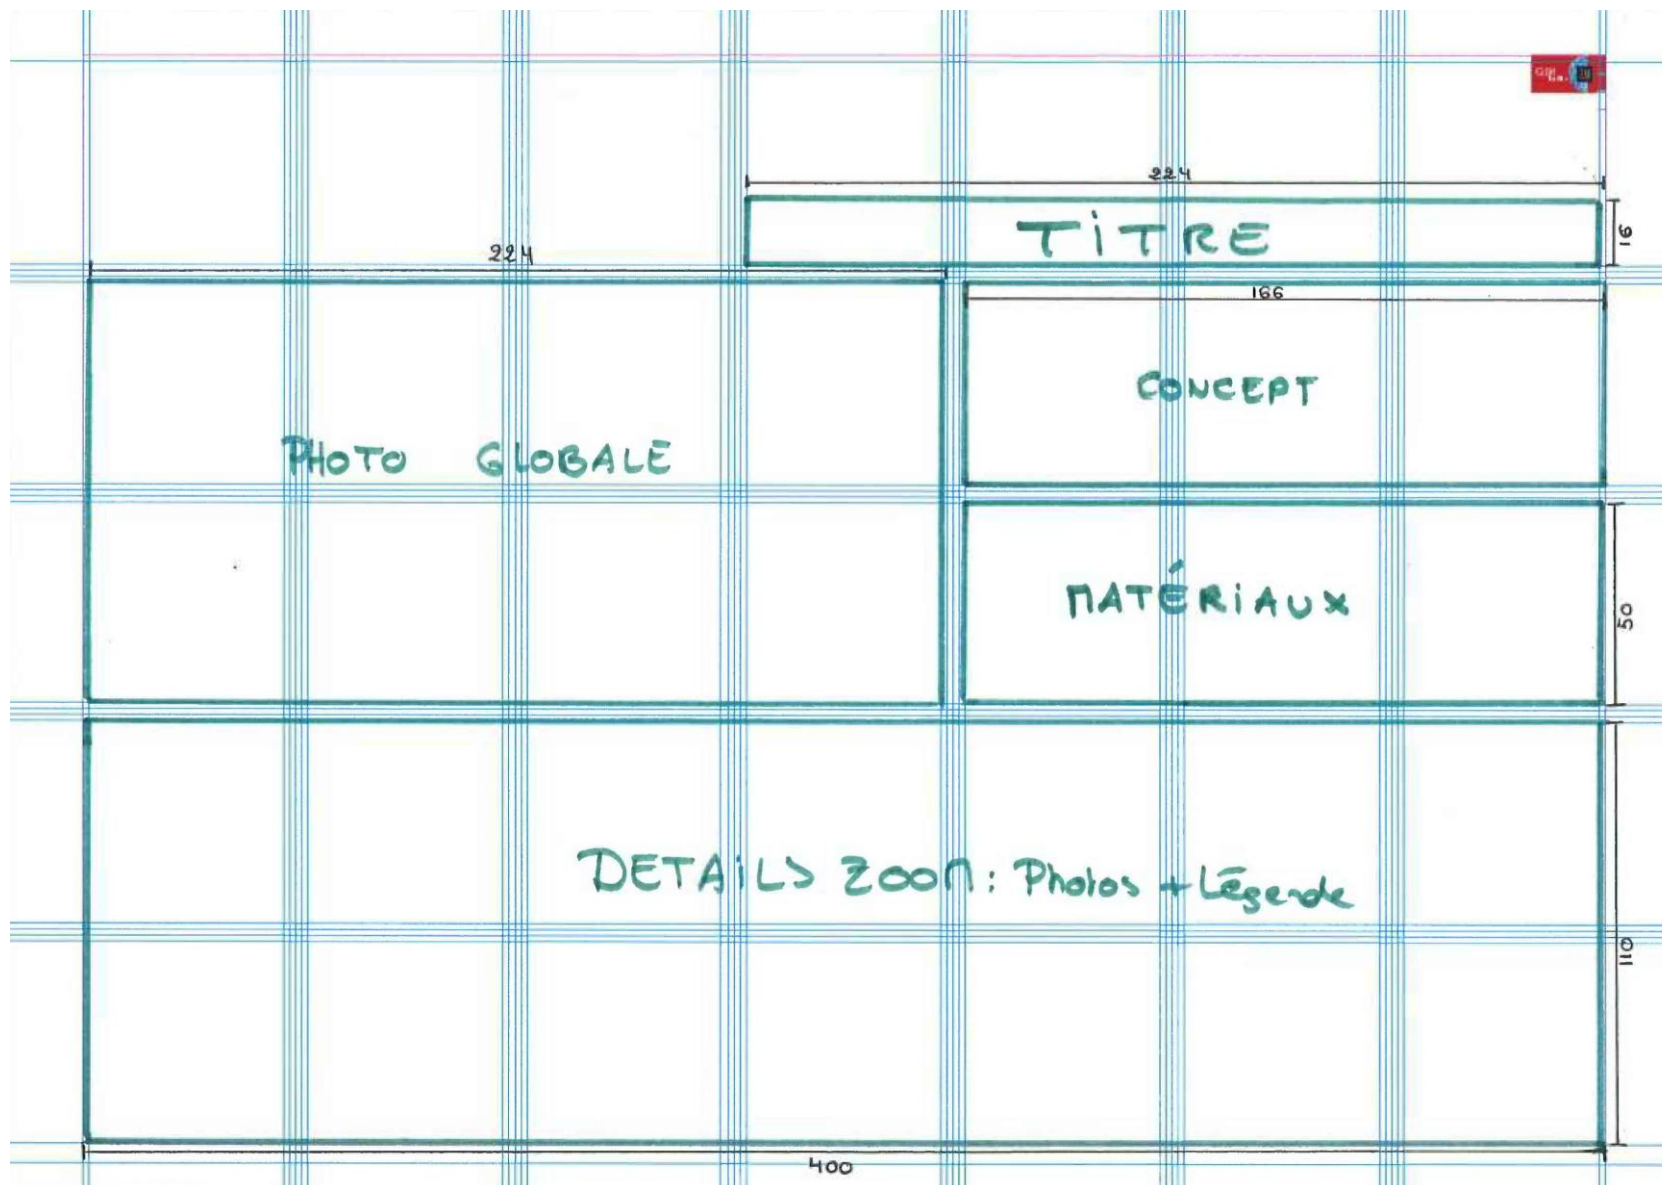 224
TITRE
16
224
166
CONCEPT
PHOTO GLOBALE
MATÉRIAUX
50
DETAILS ZOOM: Photos + Légende
110
400